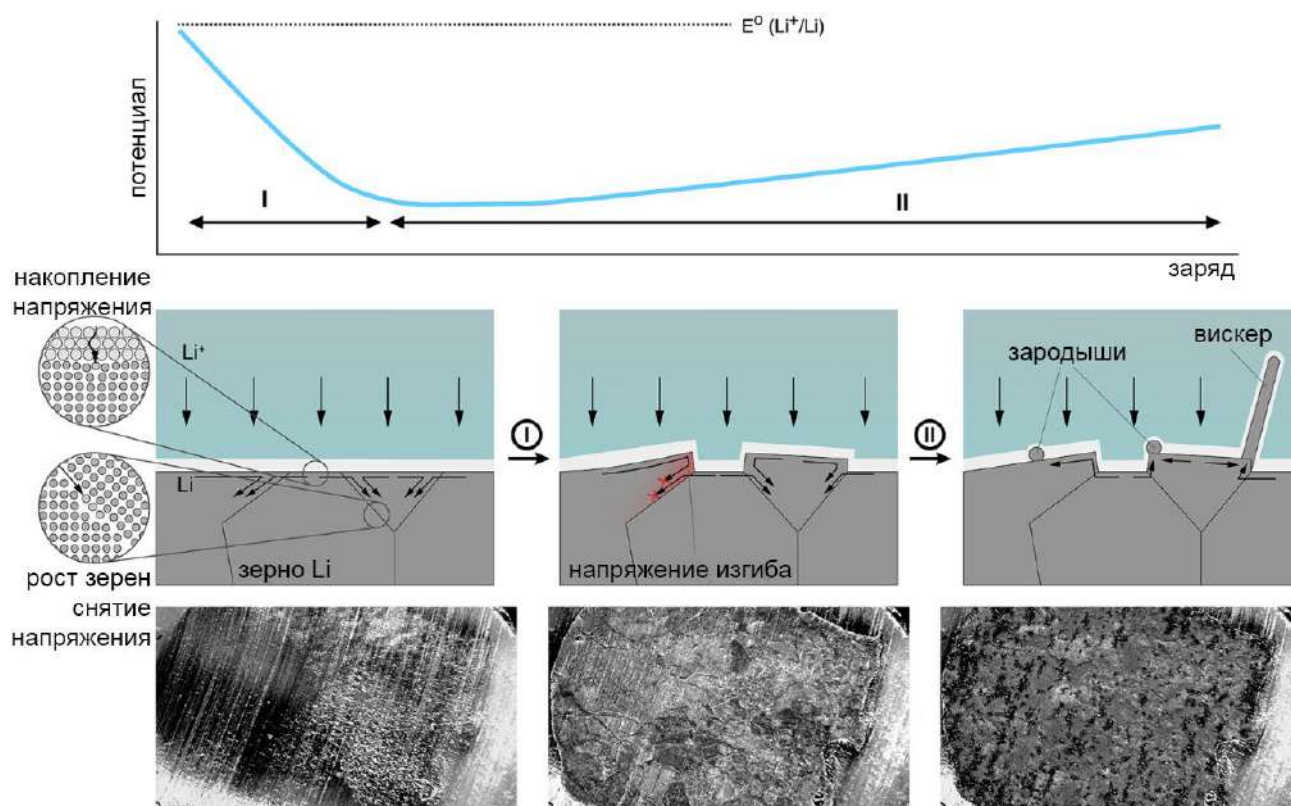 E⁰ (Li⁺/Li)
потенциал
I
II
заряд
накопление
напряжения
Li⁺
Li
рост зерен
снятие
напряжения
зерно Li
I
напряжение изгиба
II
зародыши
вискер